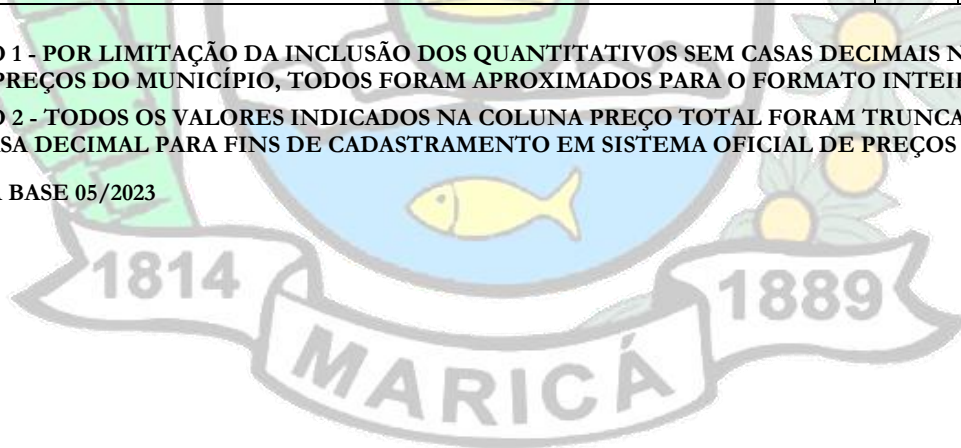 O 1 - POR LIMITAÇÃO DA INCLUSÃO DOS QUANTITATIVOS SEM CASAS DECIMAIS N
PREÇOS DO MUNICÍPIO, TODOS FORAM APROXIMADOS PARA O FORMATO INTEI
O 2 - TODOS OS VALORES INDICADOS NA COLUNA PREÇO TOTAL FORAM TRUNCA
SA DECIMAL PARA FINS DE CADASTRAMENTO EM SISTEMA OFICIAL DE PREÇOS
BASE 05/2023
1814
1889
MARICÁ